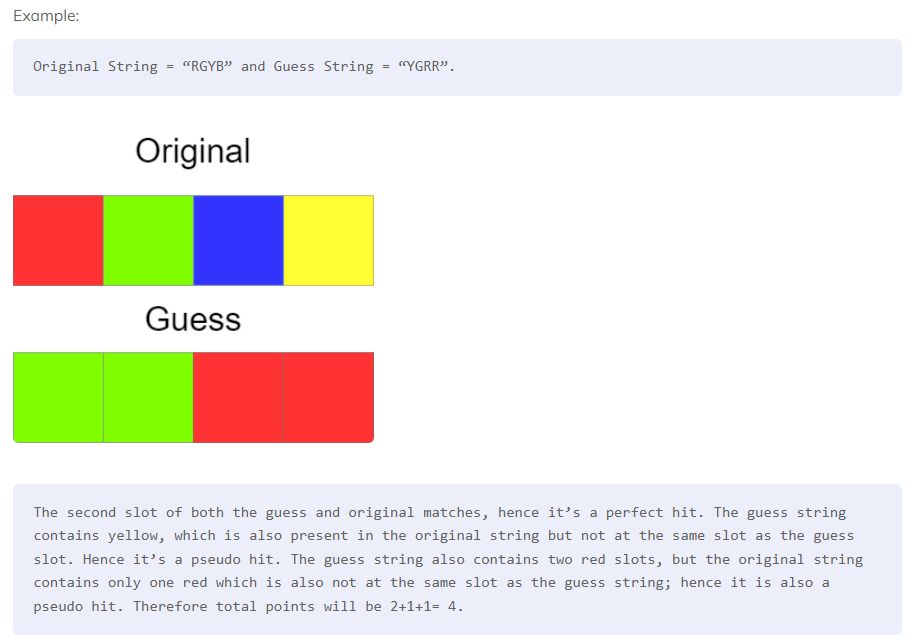 Example:
Original String = “RGYB” and Guess String = “YGRR”.
Original
Guess
The second slot of both the guess and original matches, hence it’s a perfect hit. The guess string
contains yellow, which is also present in the original string but not at the same slot as the guess
slot. Hence it’s a pseudo hit. The guess string also contains two red slots, but the original string
contains only one red which is also not at the same slot as the guess string; hence it is also a
pseudo hit. Therefore total points will be 2+1+1= 4.